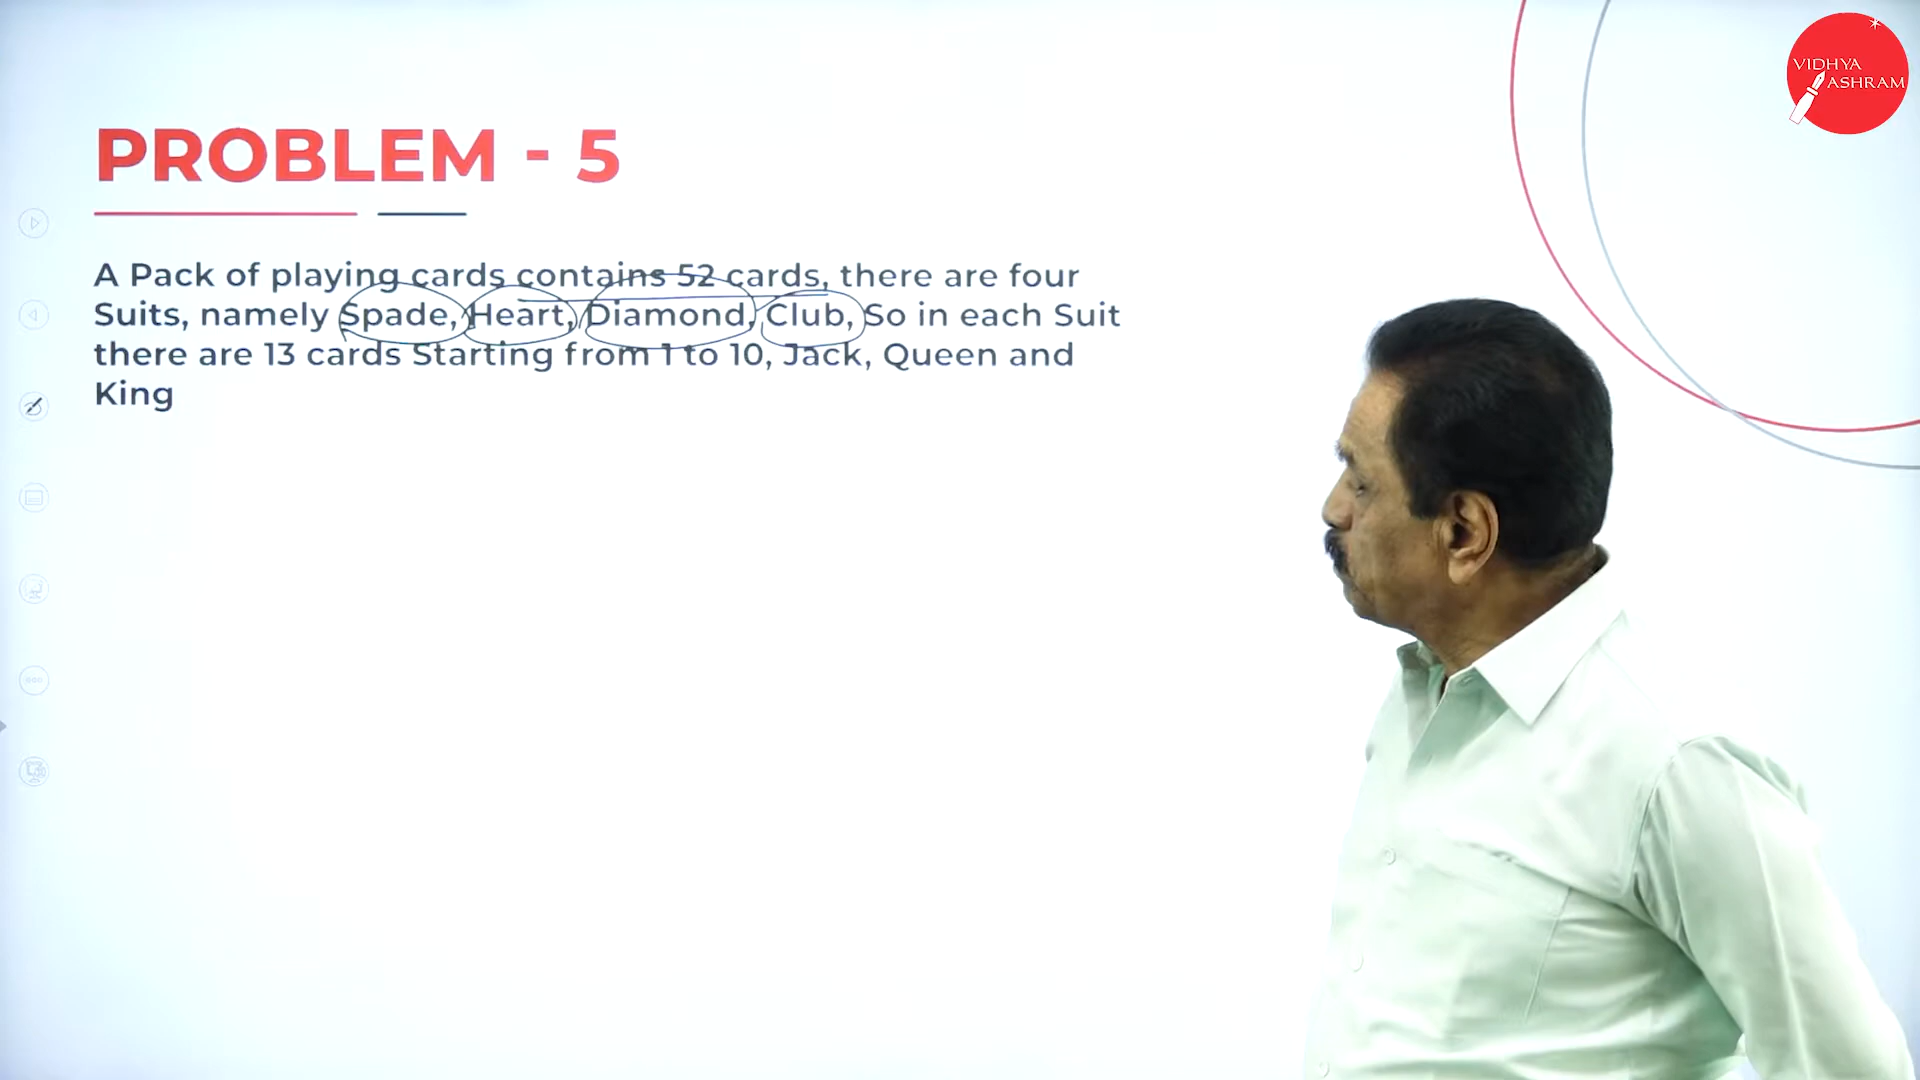 VIDHYA
ASHRAM
PROBLEM - 5
A Pack of playing cards contains 52 cards, there are four
Suits, namely Spade, Heart, Diamond, Club, So in each Suit
there are 13 cards Starting from 1 to 10, Jack, Queen and
King